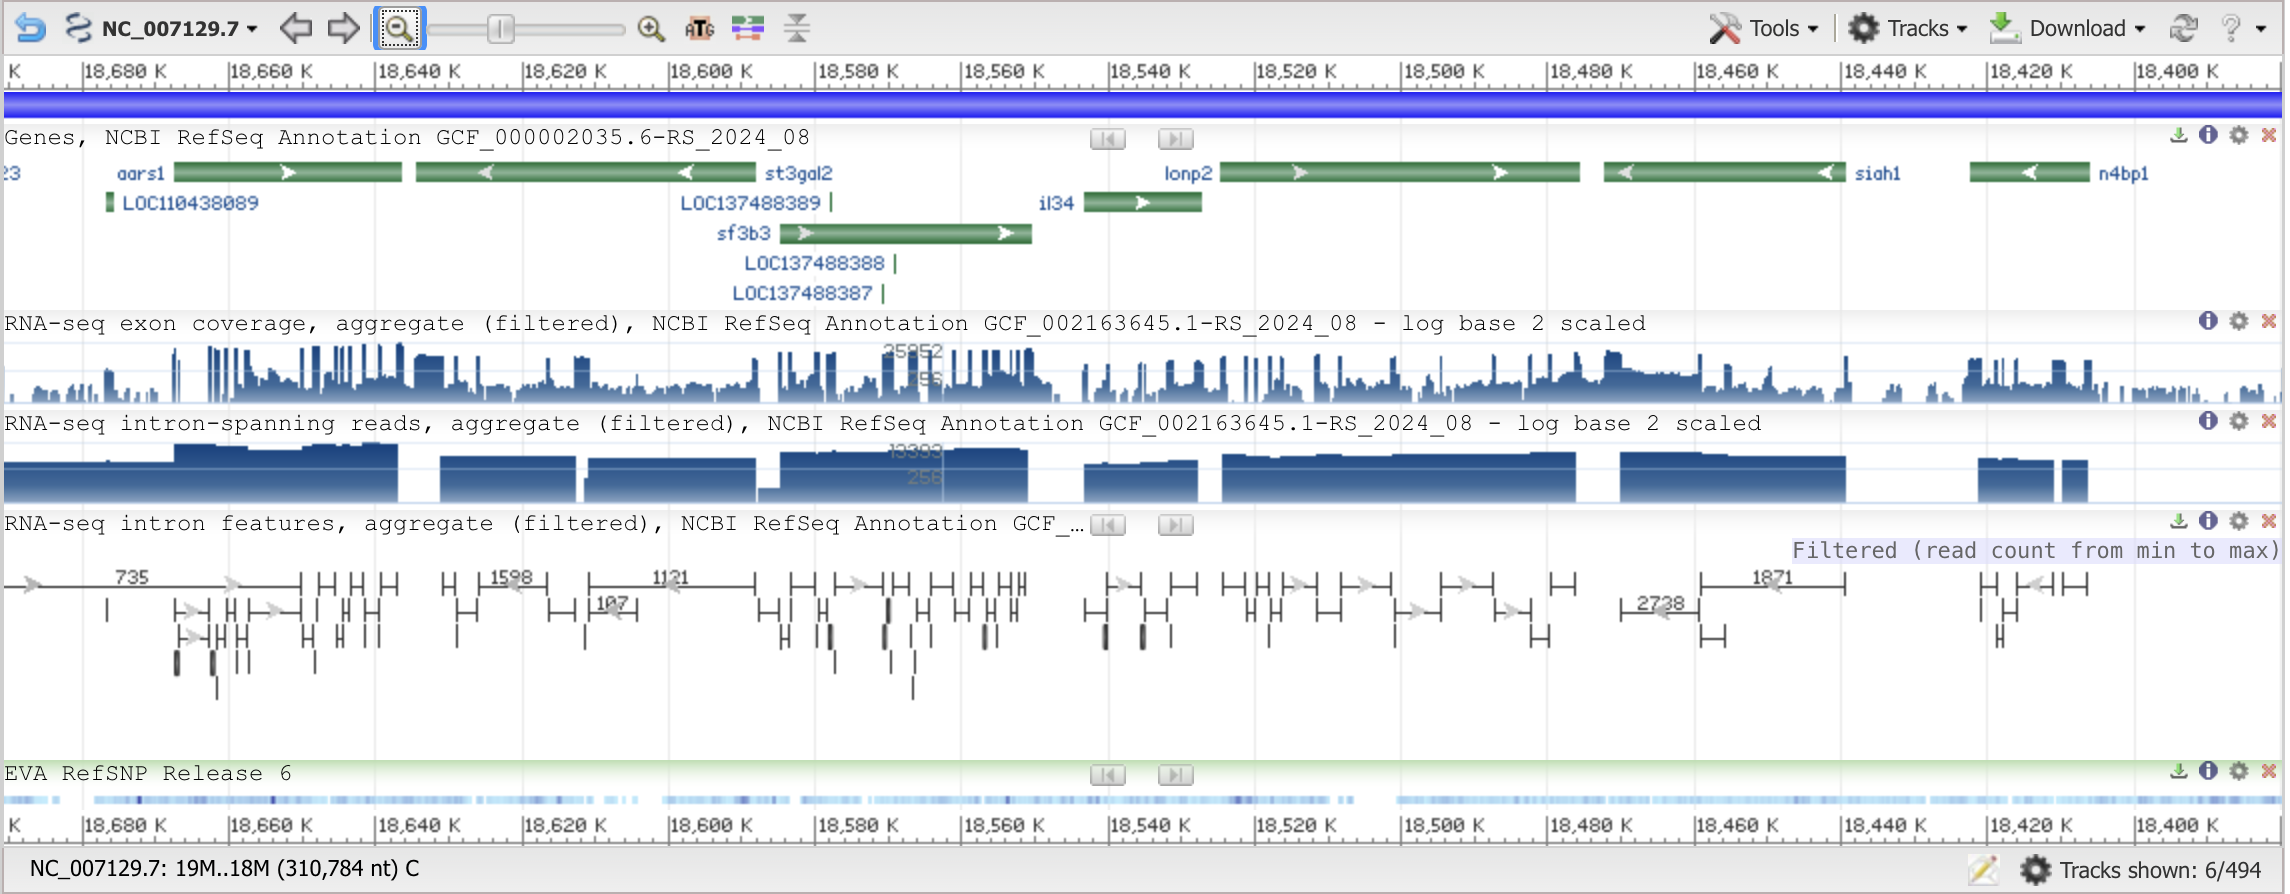 NC_007129.7 Tools Tracks Download ?
K 18,680 K 18,660 K 18,640 K 18,620 K 18,600 K 18,580 K 18,560 K 18,540 K 18,520 K 18,500 K 18,480 K 18,460 K 18,440 K 18,420 K 18,400 K
Genes, NCBI RefSeq Annotation GCF_000002035.6-RS_2024_08
23 aars1 st3gal2 lonp2 siah1 n4bp1
LOC110438089 LOC137488389 il34
sf3b3
LOC137488388
LOC137488387
RNA-seq exon coverage, aggregate (filtered), NCBI RefSeq Annotation GCF_002163645.1-RS_2024_08 - log base 2 scaled
25952
256
RNA-seq intron-spanning reads, aggregate (filtered), NCBI RefSeq Annotation GCF_002163645.1-RS_2024_08 - log base 2 scaled
13393
256
RNA-seq intron features, aggregate (filtered), NCBI RefSeq Annotation GCF_…
Filtered (read count from min to max)
735 1598 1121 1871
107 2738
EVA RefSNP Release 6
K 18,680 K 18,660 K 18,640 K 18,620 K 18,600 K 18,580 K 18,560 K 18,540 K 18,520 K 18,500 K 18,480 K 18,460 K 18,440 K 18,420 K 18,400 K
NC_007129.7: 19M..18M (310,784 nt) C Tracks shown: 6/494